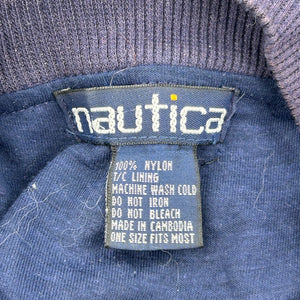 nautica
100% NYLON
T/C LINING
MACHINE WASH COLD
DO NOT IRON
DO NOT BLEACH
MADE IN CAMBODIA
ONE SIZE FITS MOST